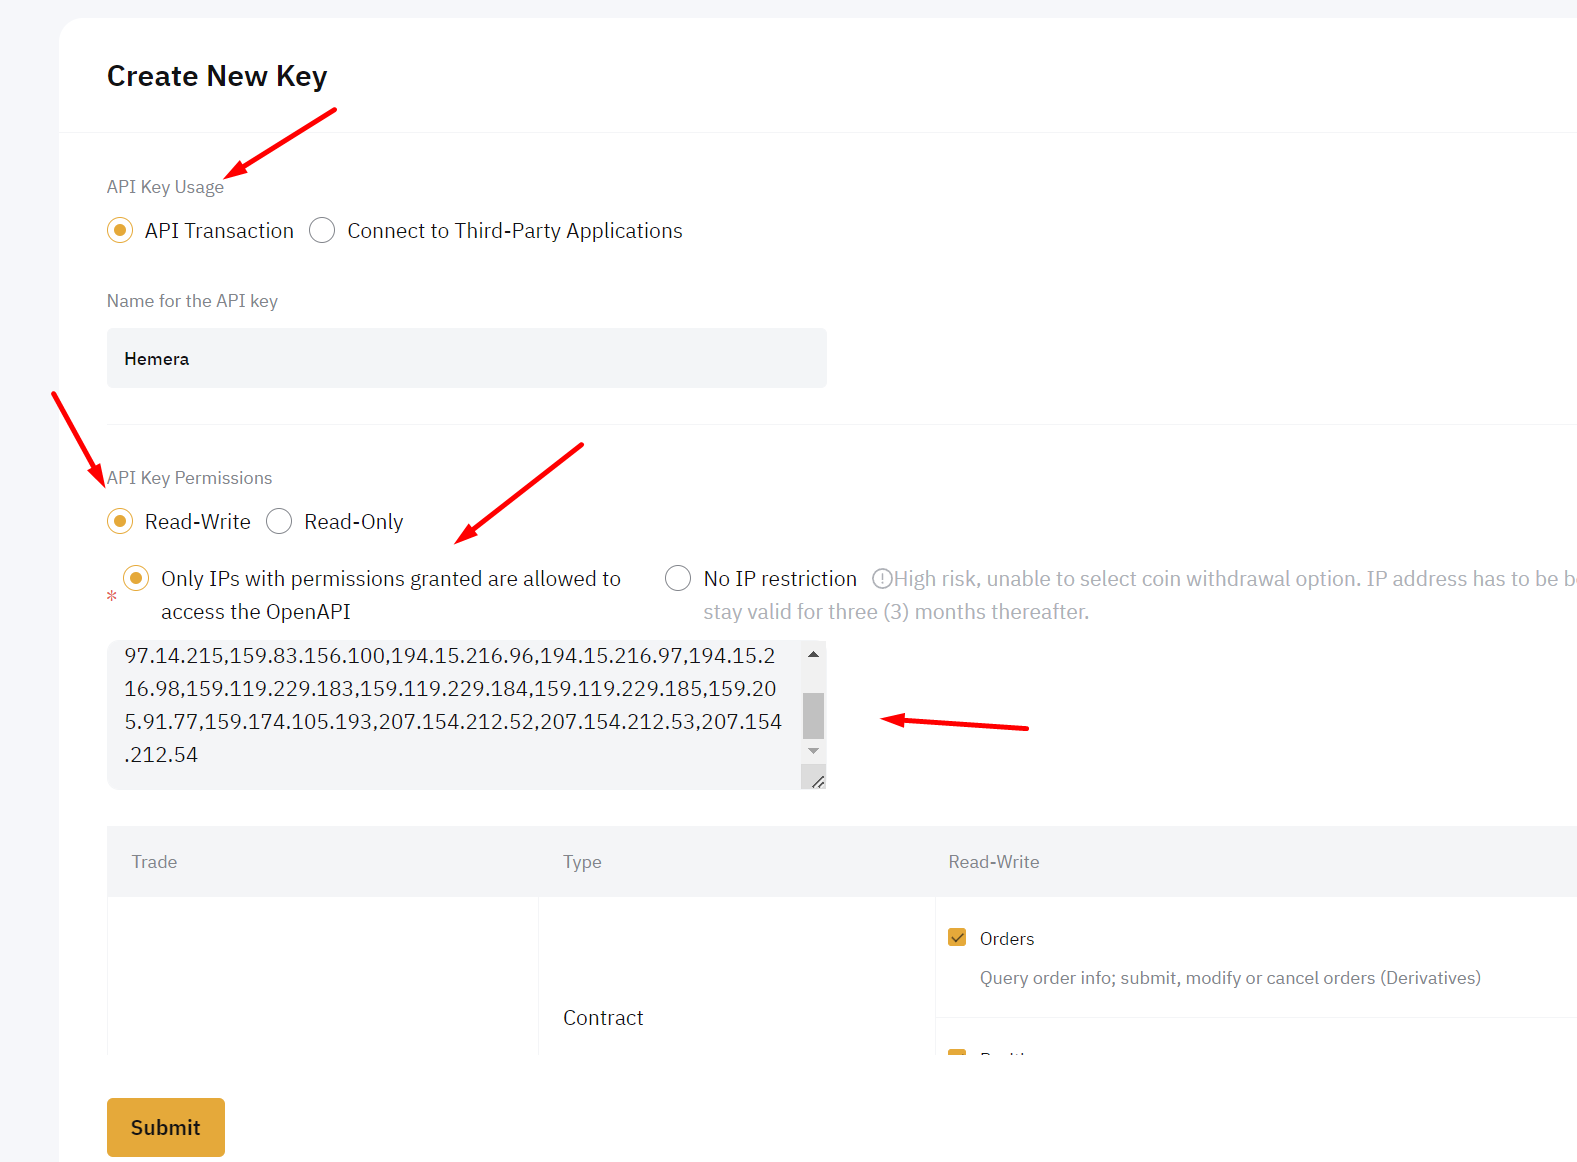 Create New Key
API Key Usage
API Transaction Connect to Third-Party Applications
Name for the API key
Hemera
API Key Permissions
Read-Write Read-Only
* Only IPs with permissions granted are allowed to access the OpenAPI
No IP restriction High risk, unable to select coin withdrawal option. IP address has to be
stay valid for three (3) months thereafter.
97.14.215,159.83.156.100,194.15.216.96,194.15.216.97,194.15.2
16.98,159.119.229.183,159.119.229.184,159.119.229.185,159.20
5.91.77,159.174.105.193,207.154.212.52,207.154.212.53,207.154
.212.54
Trade Type Read-Write
Orders
Query order info; submit, modify or cancel orders (Derivatives)
Contract
Submit